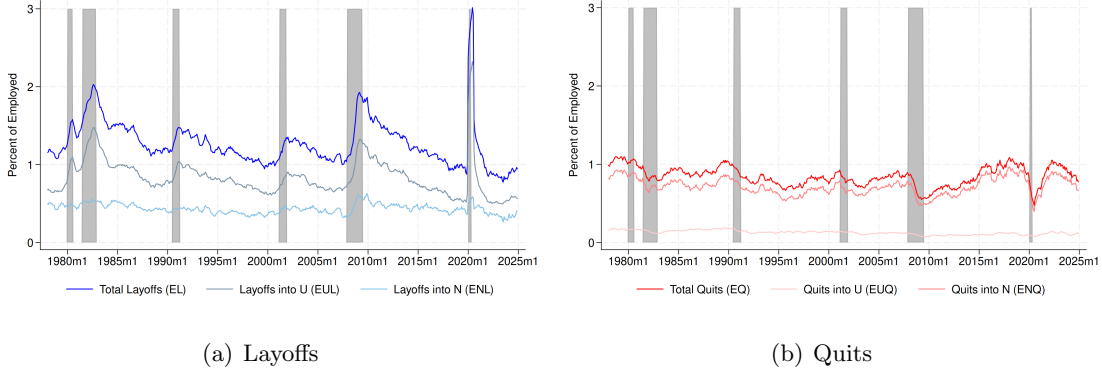 3
2
1
0
Percent of Employed
1980m1 1985m1 1990m1 1995m1 2000m1 2005m1 2010m1 2015m1 2020m1 2025m1
Total Layoffs (EL) Layoffs into U (EUL) Layoffs into N (ENL)
(a) Layoffs
3
2
1
0
Percent of Employed
1980m1 1985m1 1990m1 1995m1 2000m1 2005m1 2010m1 2015m1 2020m1 2025m1
Total Quits (EQ) Quits into U (EUQ) Quits into N (ENQ)
(b) Quits